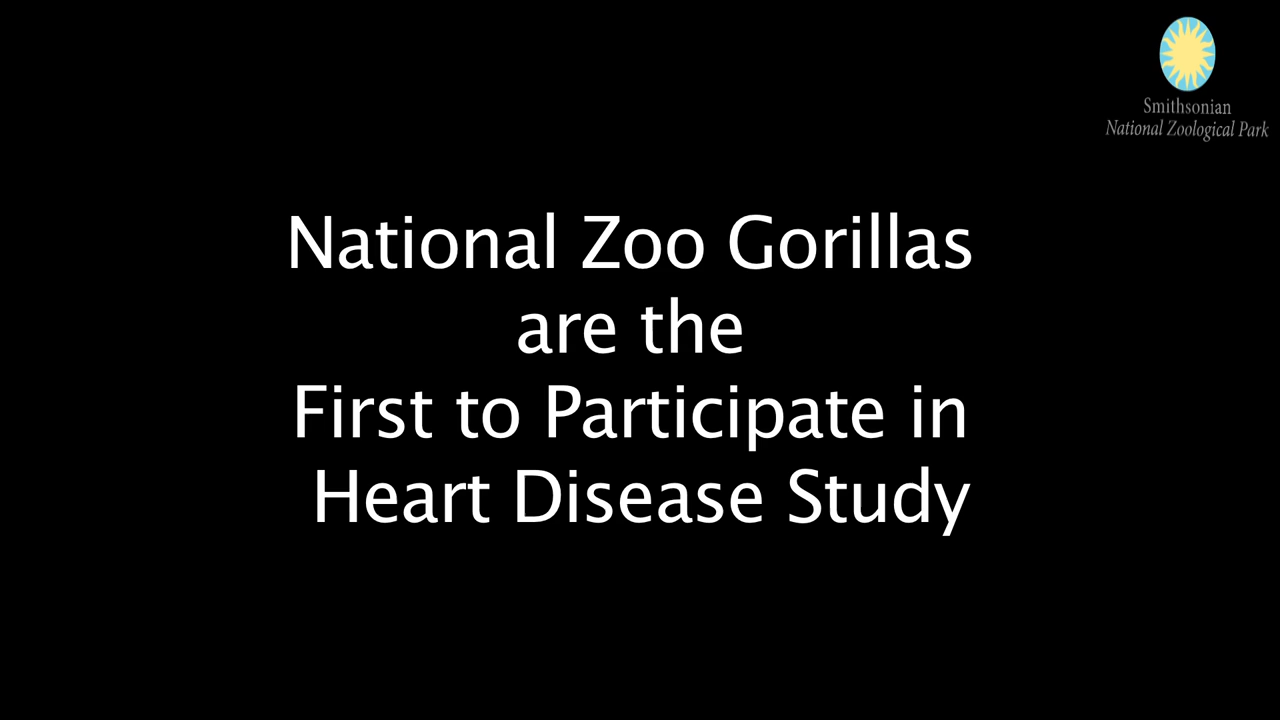 Smithsonian
National Zoological Park
National Zoo Gorillas
are the
First to Participate in
Heart Disease Study